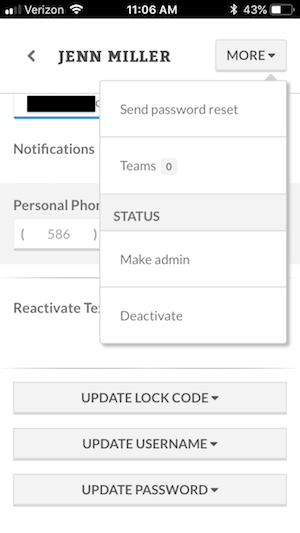 Verizon 11:06 AM 43%
JENN MILLER MORE
Send password reset
Notifications
Teams 0
Personal Phon
STATUS
( 586 )
Make admin
Reactivate Te
Deactivate
UPDATE LOCK CODE
UPDATE USERNAME
UPDATE PASSWORD